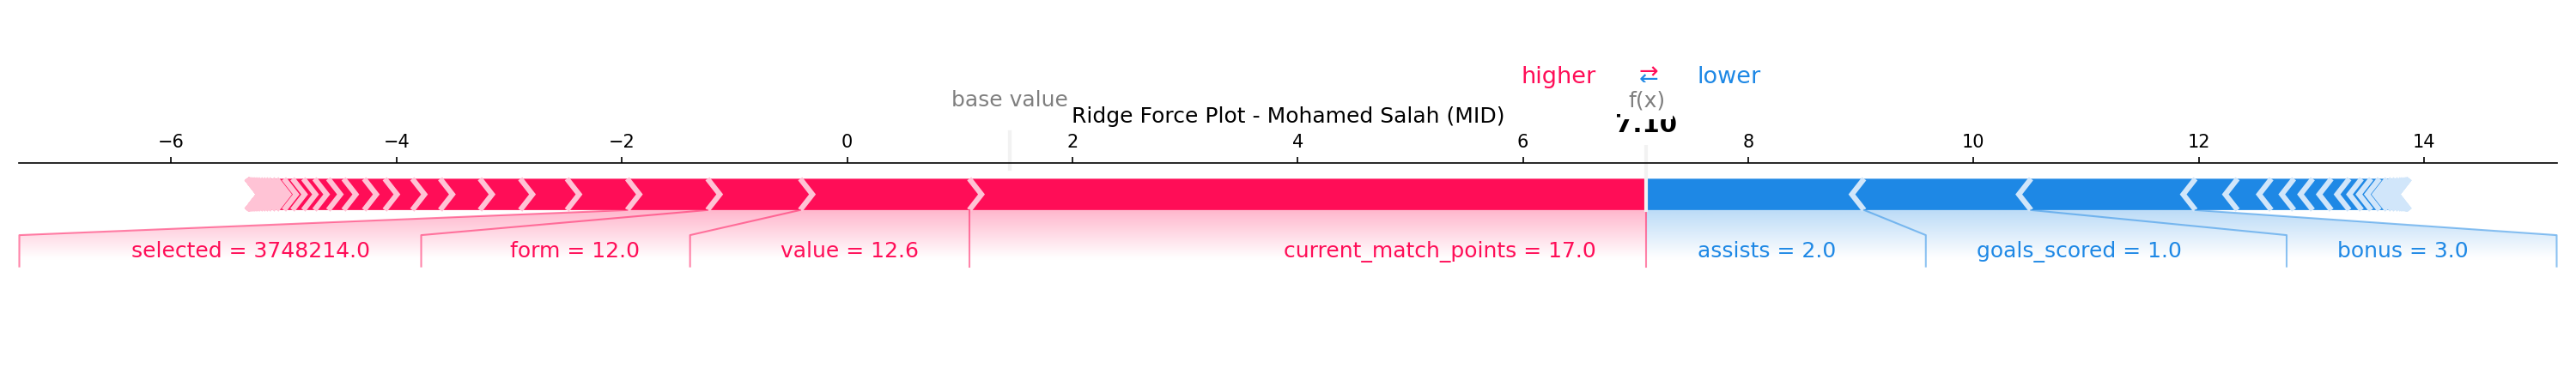 higher ⇄ lower
base value
f(x)
Ridge Force Plot - Mohamed Salah (MID)
7.10
−6 −4 −2 0 2 4 6 8 10 12 14
selected = 3748214.0 form = 12.0 value = 12.6 current_match_points = 17.0 assists = 2.0 goals_scored = 1.0 bonus = 3.0